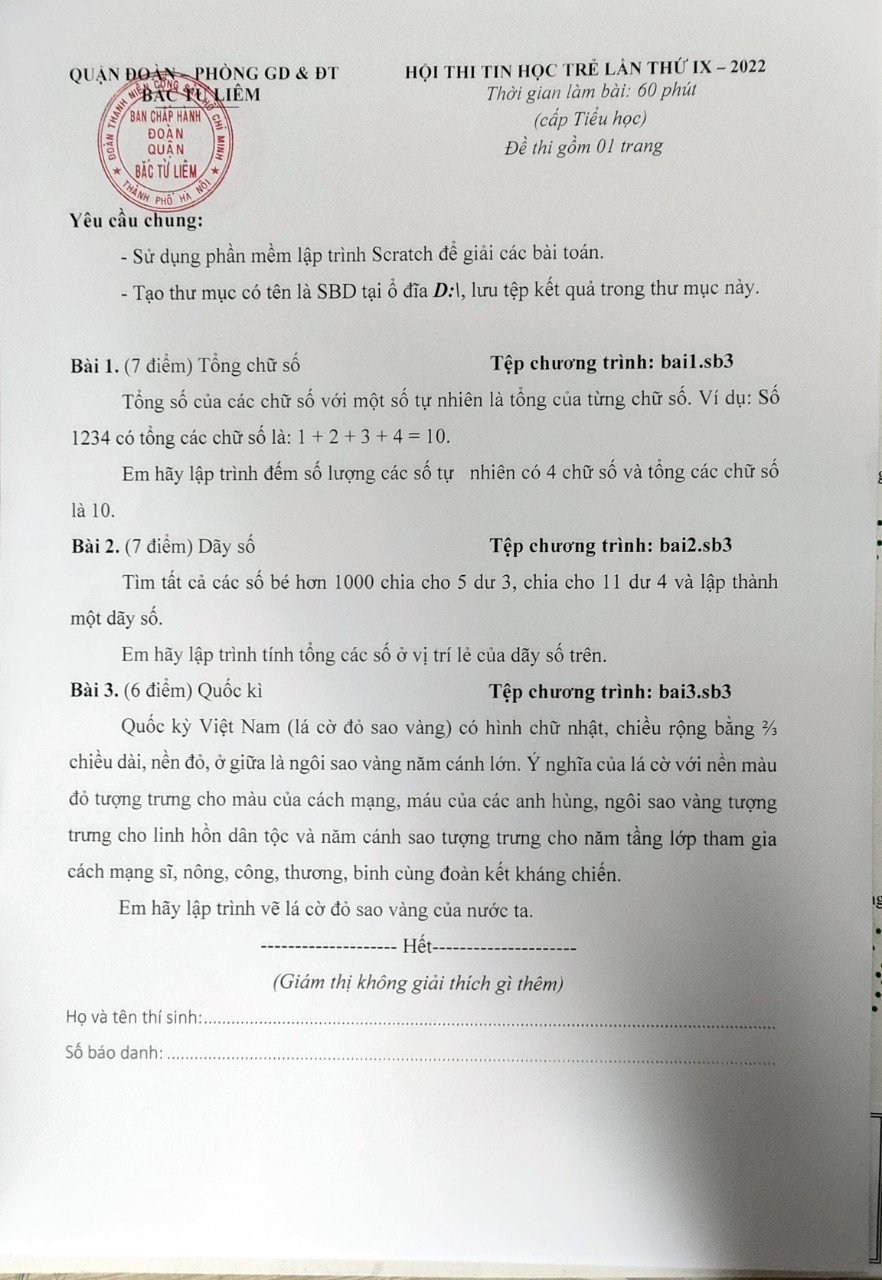 QUẬN ĐOÀN – PHÒNG GD & ĐT
BẮC TỪ LIÊM
HỘI THI TIN HỌC TRẺ LẦN THỨ IX – 2022
Thời gian làm bài: 60 phút
(cấp Tiểu học)
Đề thi gồm 01 trang
ĐOÀN THANH NIÊN CỘNG SẢN HỒ CHÍ MINH
BAN CHẤP HÀNH
ĐOÀN
QUẬN
BẮC TỪ LIÊM
★ THÀNH PHỐ HÀ NỘI ★
Yêu cầu chung:
- Sử dụng phần mềm lập trình Scratch để giải các bài toán.
- Tạo thư mục có tên là SBD tại ổ đĩa D:\, lưu tệp kết quả trong thư mục này.
Bài 1. (7 điểm) Tổng chữ số Tệp chương trình: bai1.sb3
Tổng số của các chữ số với một số tự nhiên là tổng của từng chữ số. Ví dụ: Số
1234 có tổng các chữ số là: 1 + 2 + 3 + 4 = 10.
Em hãy lập trình đếm số lượng các số tự nhiên có 4 chữ số và tổng các chữ số
là 10.
Bài 2. (7 điểm) Dãy số Tệp chương trình: bai2.sb3
Tìm tất cả các số bé hơn 1000 chia cho 5 dư 3, chia cho 11 dư 4 và lập thành
một dãy số.
Em hãy lập trình tính tổng các số ở vị trí lẻ của dãy số trên.
Bài 3. (6 điểm) Quốc kì Tệp chương trình: bai3.sb3
Quốc kỳ Việt Nam (lá cờ đỏ sao vàng) có hình chữ nhật, chiều rộng bằng ⅔
chiều dài, nền đỏ, ở giữa là ngôi sao vàng năm cánh lớn. Ý nghĩa của lá cờ với nền màu
đỏ tượng trưng cho màu của cách mạng, máu của các anh hùng, ngôi sao vàng tượng
trưng cho linh hồn dân tộc và năm cánh sao tượng trưng cho năm tầng lớp tham gia
cách mạng sĩ, nông, công, thương, binh cùng đoàn kết kháng chiến.
Em hãy lập trình vẽ lá cờ đỏ sao vàng của nước ta.
-------------------- Hết---------------------
(Giám thị không giải thích gì thêm)
Họ và tên thí sinh:..........................................................................................
Số báo danh: ..........................................................................................